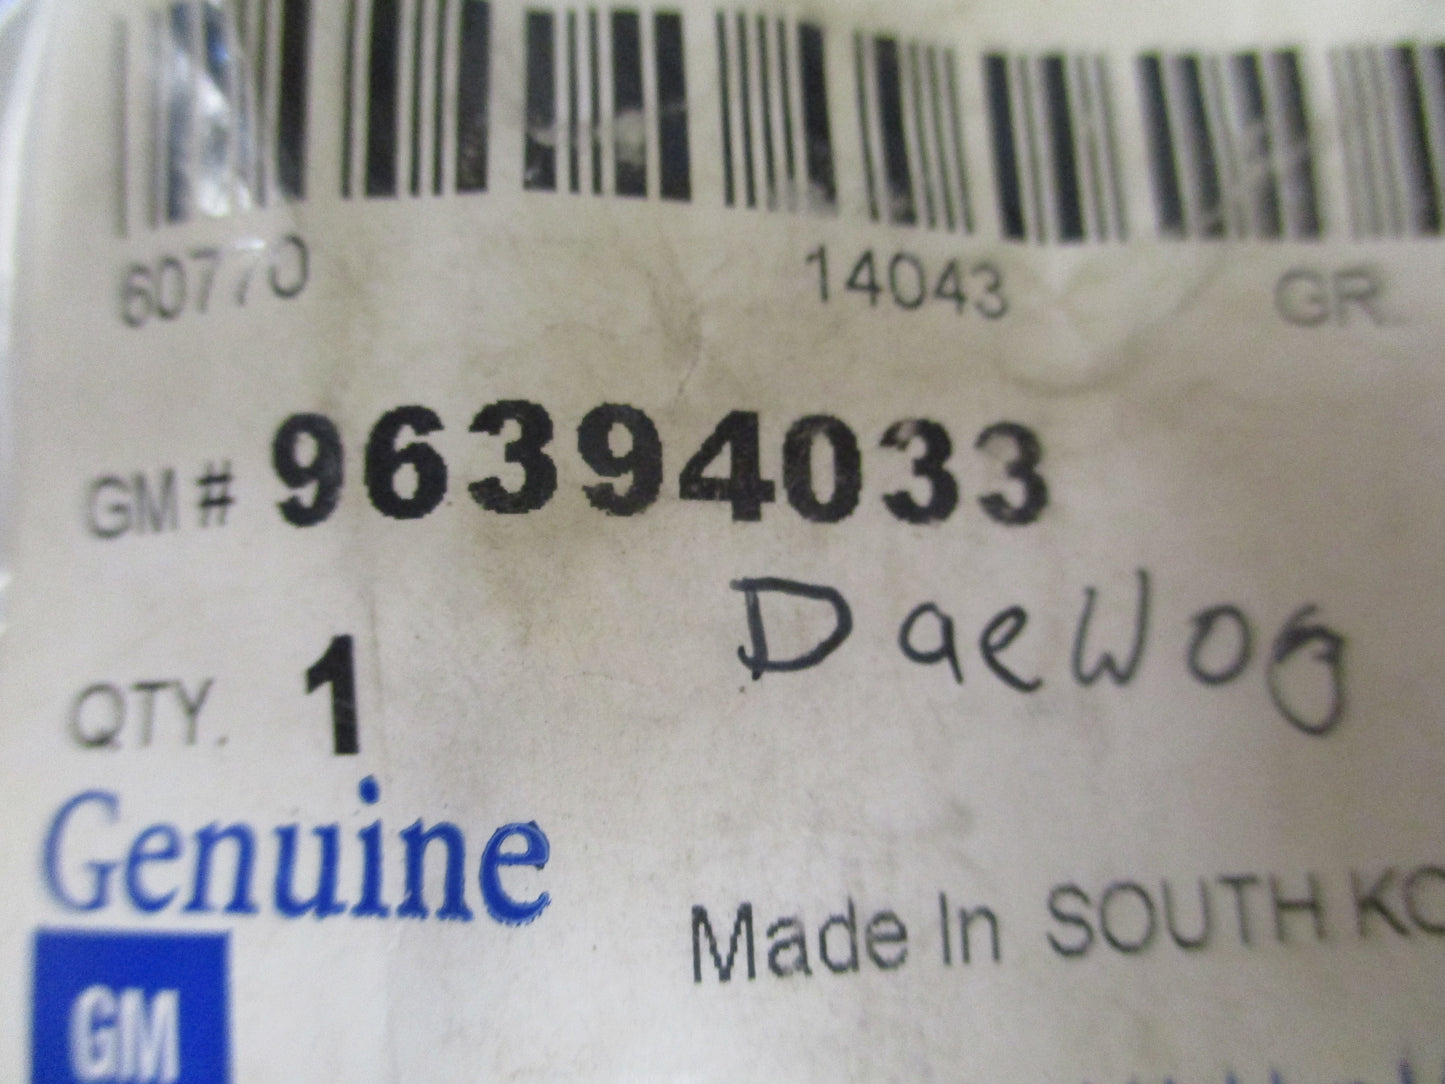 60770 14043 GR.
GM# 96394033
Daewoo
QTY. 1
Genuine
Made In SOUTH KO
GM